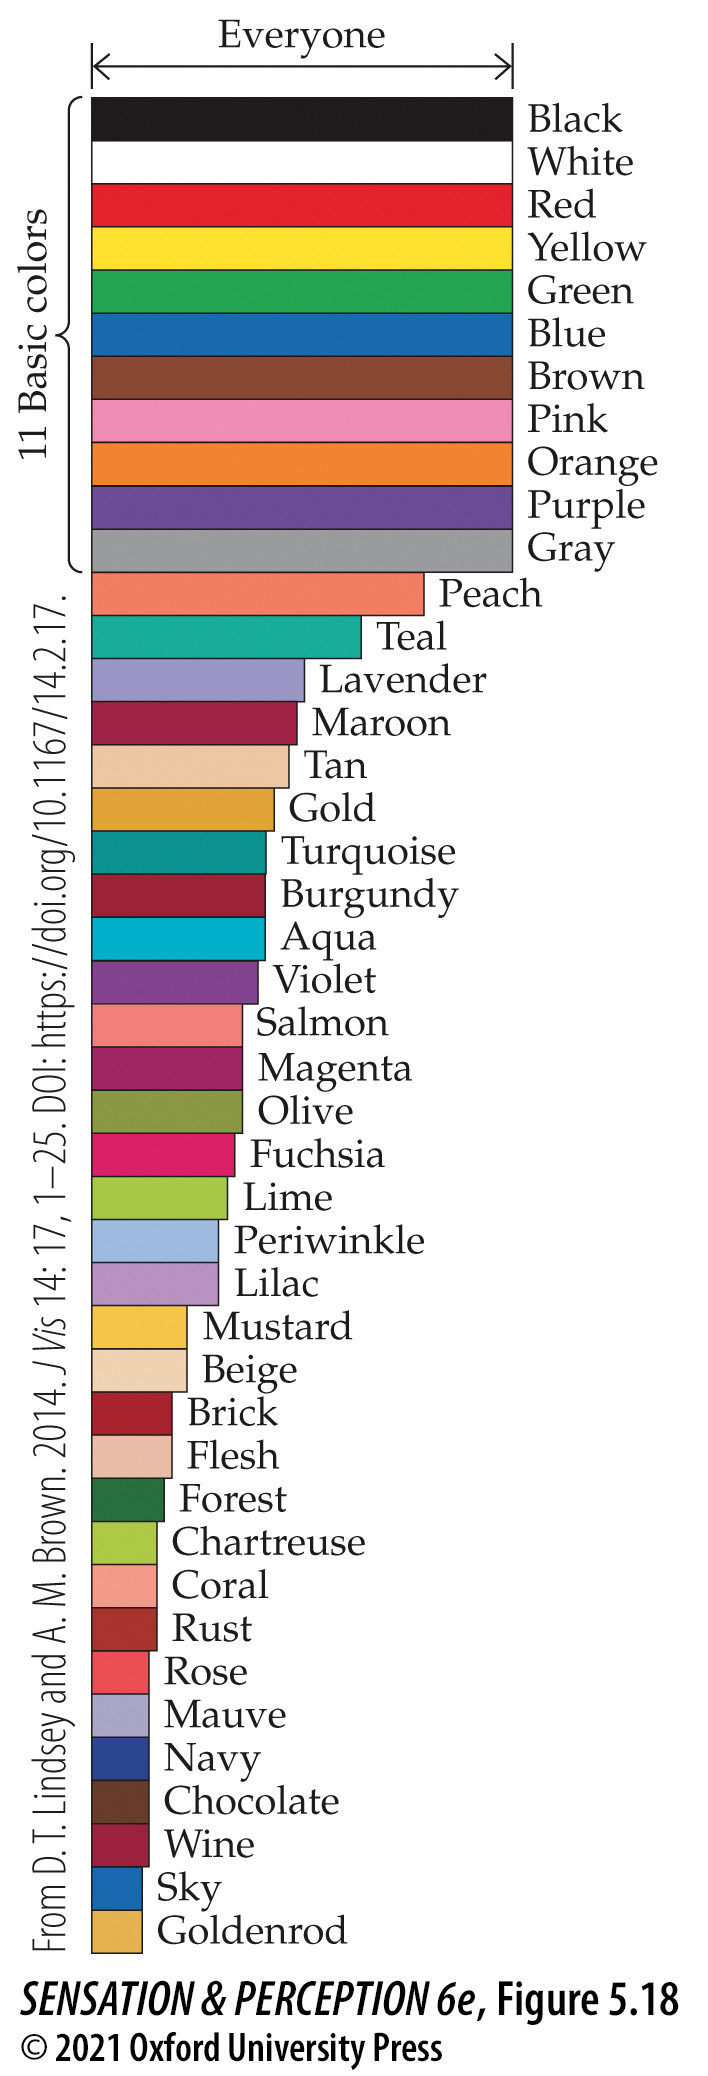 Everyone
11 Basic colors
Black
White
Red
Yellow
Green
Blue
Brown
Pink
Orange
Purple
Gray
Peach
Teal
Lavender
Maroon
Tan
Gold
Turquoise
Burgundy
Aqua
Violet
Salmon
Magenta
Olive
Fuchsia
Lime
Periwinkle
Lilac
Mustard
Beige
Brick
Flesh
Forest
Chartreuse
Coral
Rust
Rose
Mauve
Navy
Chocolate
Wine
Sky
Goldenrod
From D. T. Lindsey and A. M. Brown. 2014. J Vis 14: 17, 1–25. DOI: https://doi.org/10.1167/14.2.17.
SENSATION & PERCEPTION 6e, Figure 5.18
© 2021 Oxford University Press